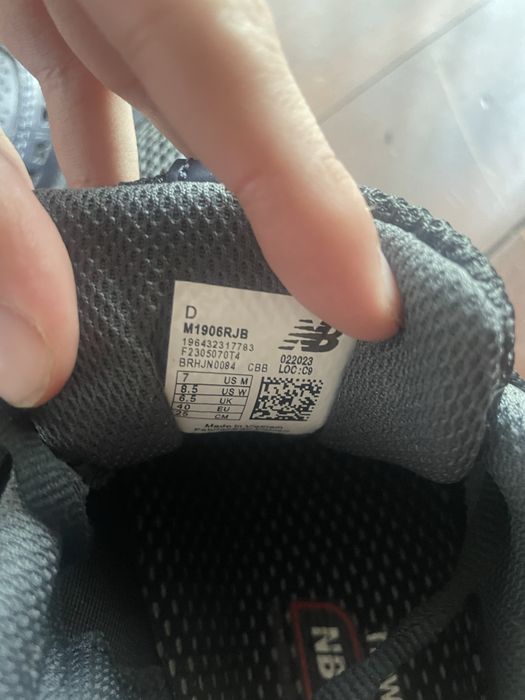 D
M1906RJB
196432317783
F2305070T4
BRHJN0084 CBB
022023
LOC:C9
7 US M
8.5 US W
6.5 UK
40 EU
25 CM
Made in Vietnam
NB